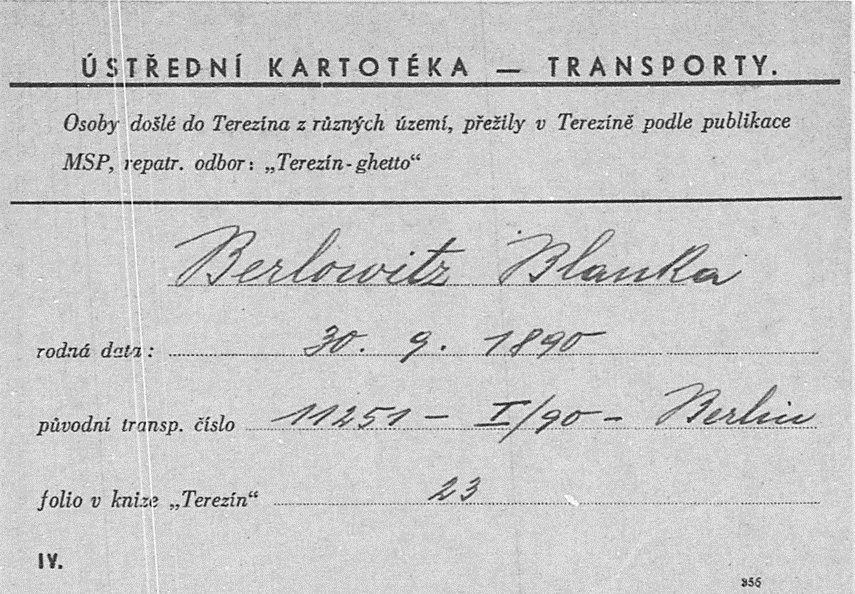 ÚSTŘEDNÍ KARTOTÉKA — TRANSPORTY.
Osoby došlé do Terezína z různých území, přežily v Terezíně podle publikace
MSP, repatr. odbor: „Terezín-ghetto“
Berlowitz Blanka
rodná data: 30. 9. 1890
původní transp. číslo 11251 - I/90 - Berlin
folio v knize „Terezín“ 23
IV.
356